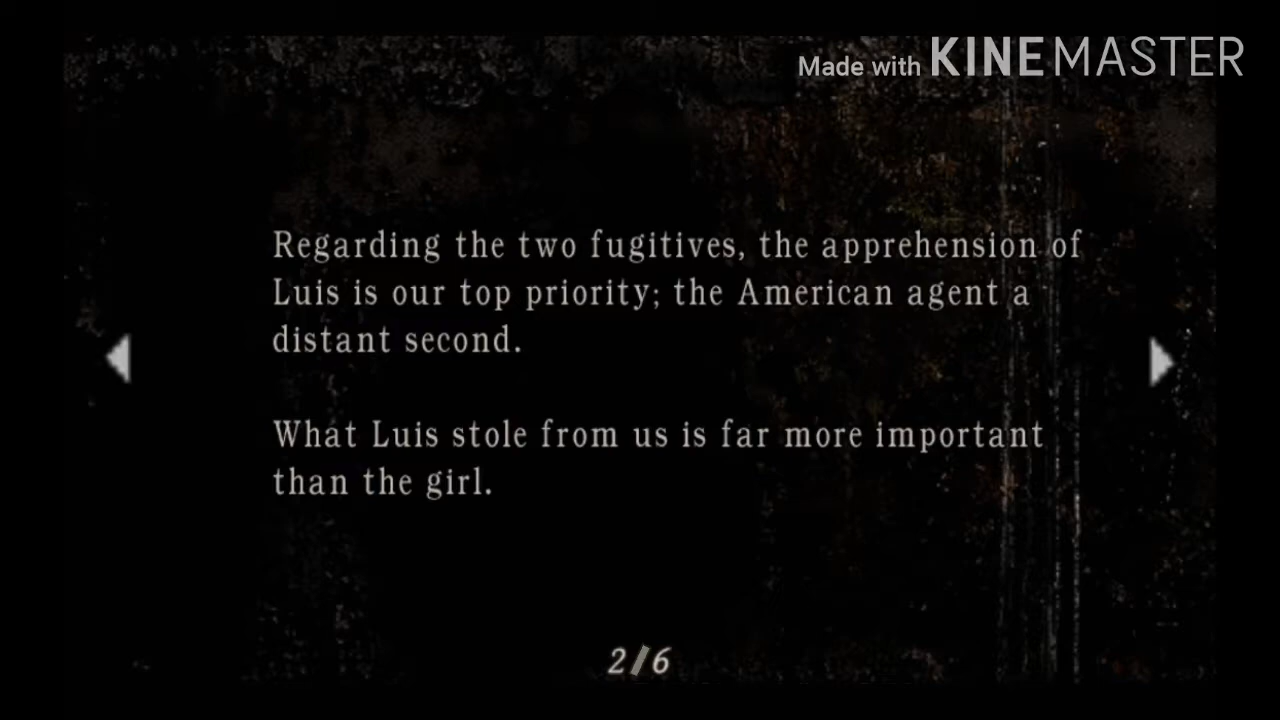 Made with KINEMASTER
Regarding the two fugitives, the apprehension of
Luis is our top priority; the American agent a
distant second.
What Luis stole from us is far more important
than the girl.
2/6